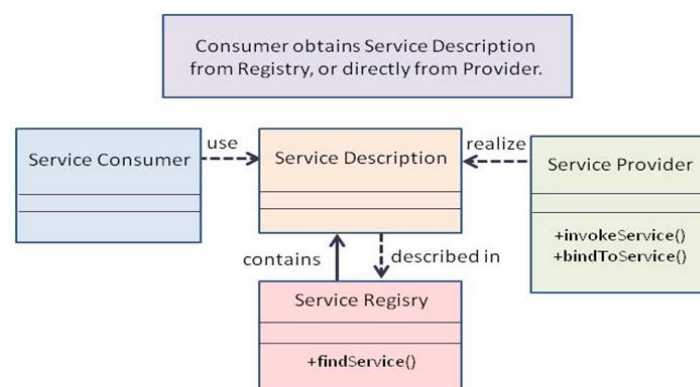 Consumer obtains Service Description
from Registry, or directly from Provider.
Service Consumer
use
Service Description
realize
Service Provider
+invokeService()
+bindToService()
contains
described in
Service Regisry
+findService()